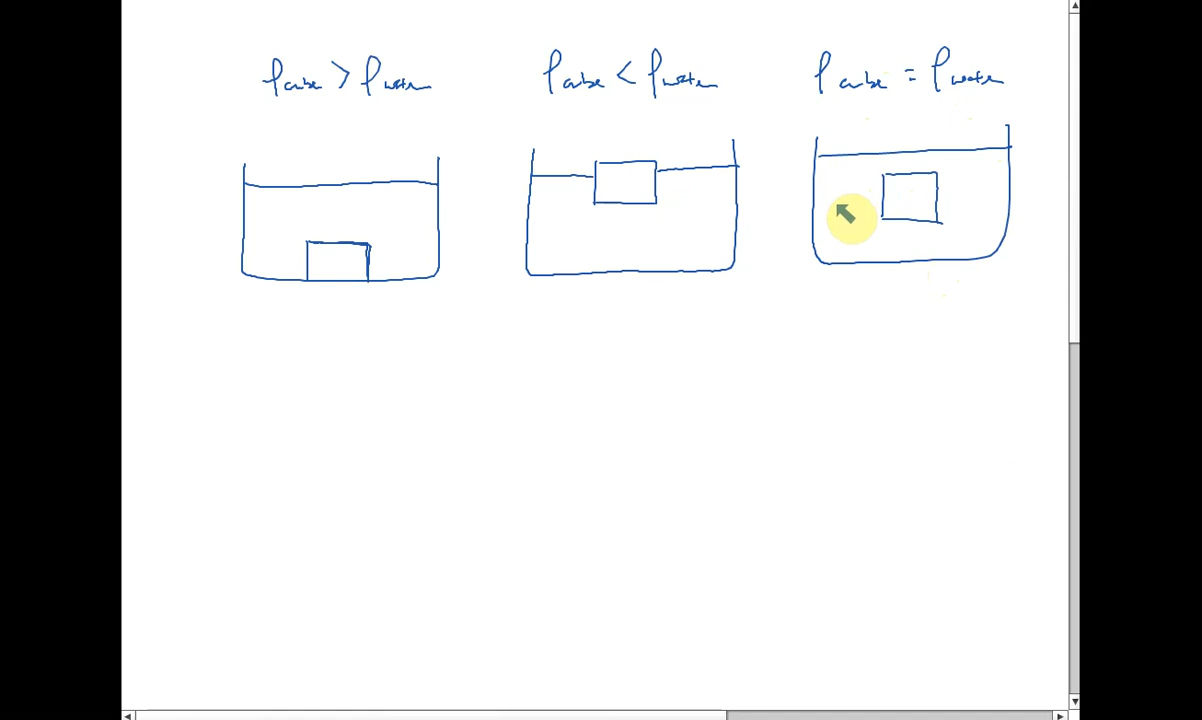 ρcube > ρwater ρcube < ρwater ρcube = ρwater